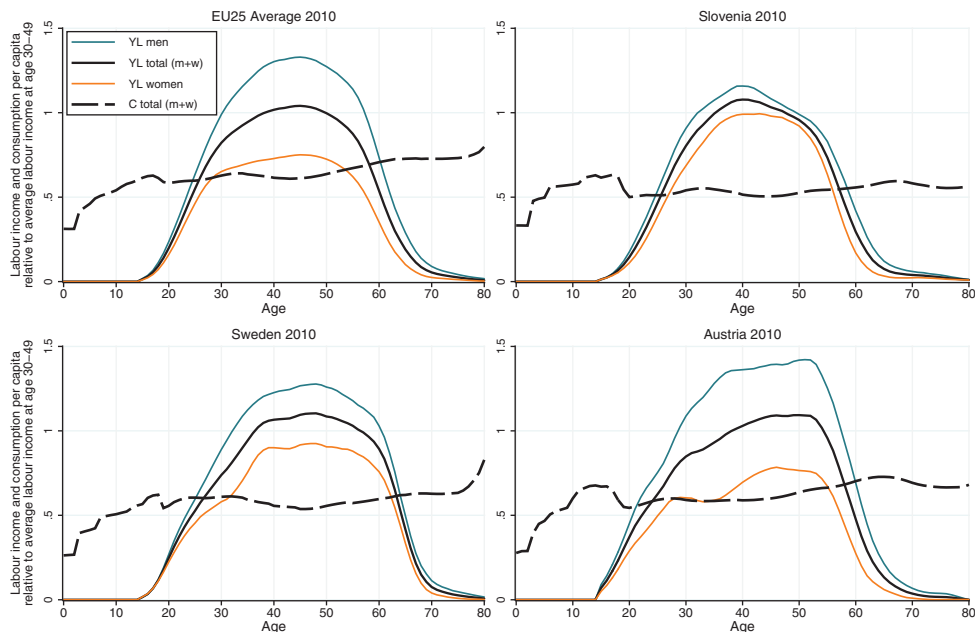 EU25 Average 2010
Labour income and consumption per capita
relative to average labour income at age 30−49
1.5
1
.5
0
YL men
YL total (m+w)
YL women
C total (m+w)
0 10 20 30 40 50 60 70 80
Age
Slovenia 2010
1.5
1
.5
0
0 10 20 30 40 50 60 70 80
Age
Sweden 2010
Labour income and consumption per capita
relative to average labour income at age 30−49
1.5
1
.5
0
0 10 20 30 40 50 60 70 80
Age
Austria 2010
1.5
1
.5
0
0 10 20 30 40 50 60 70 80
Age